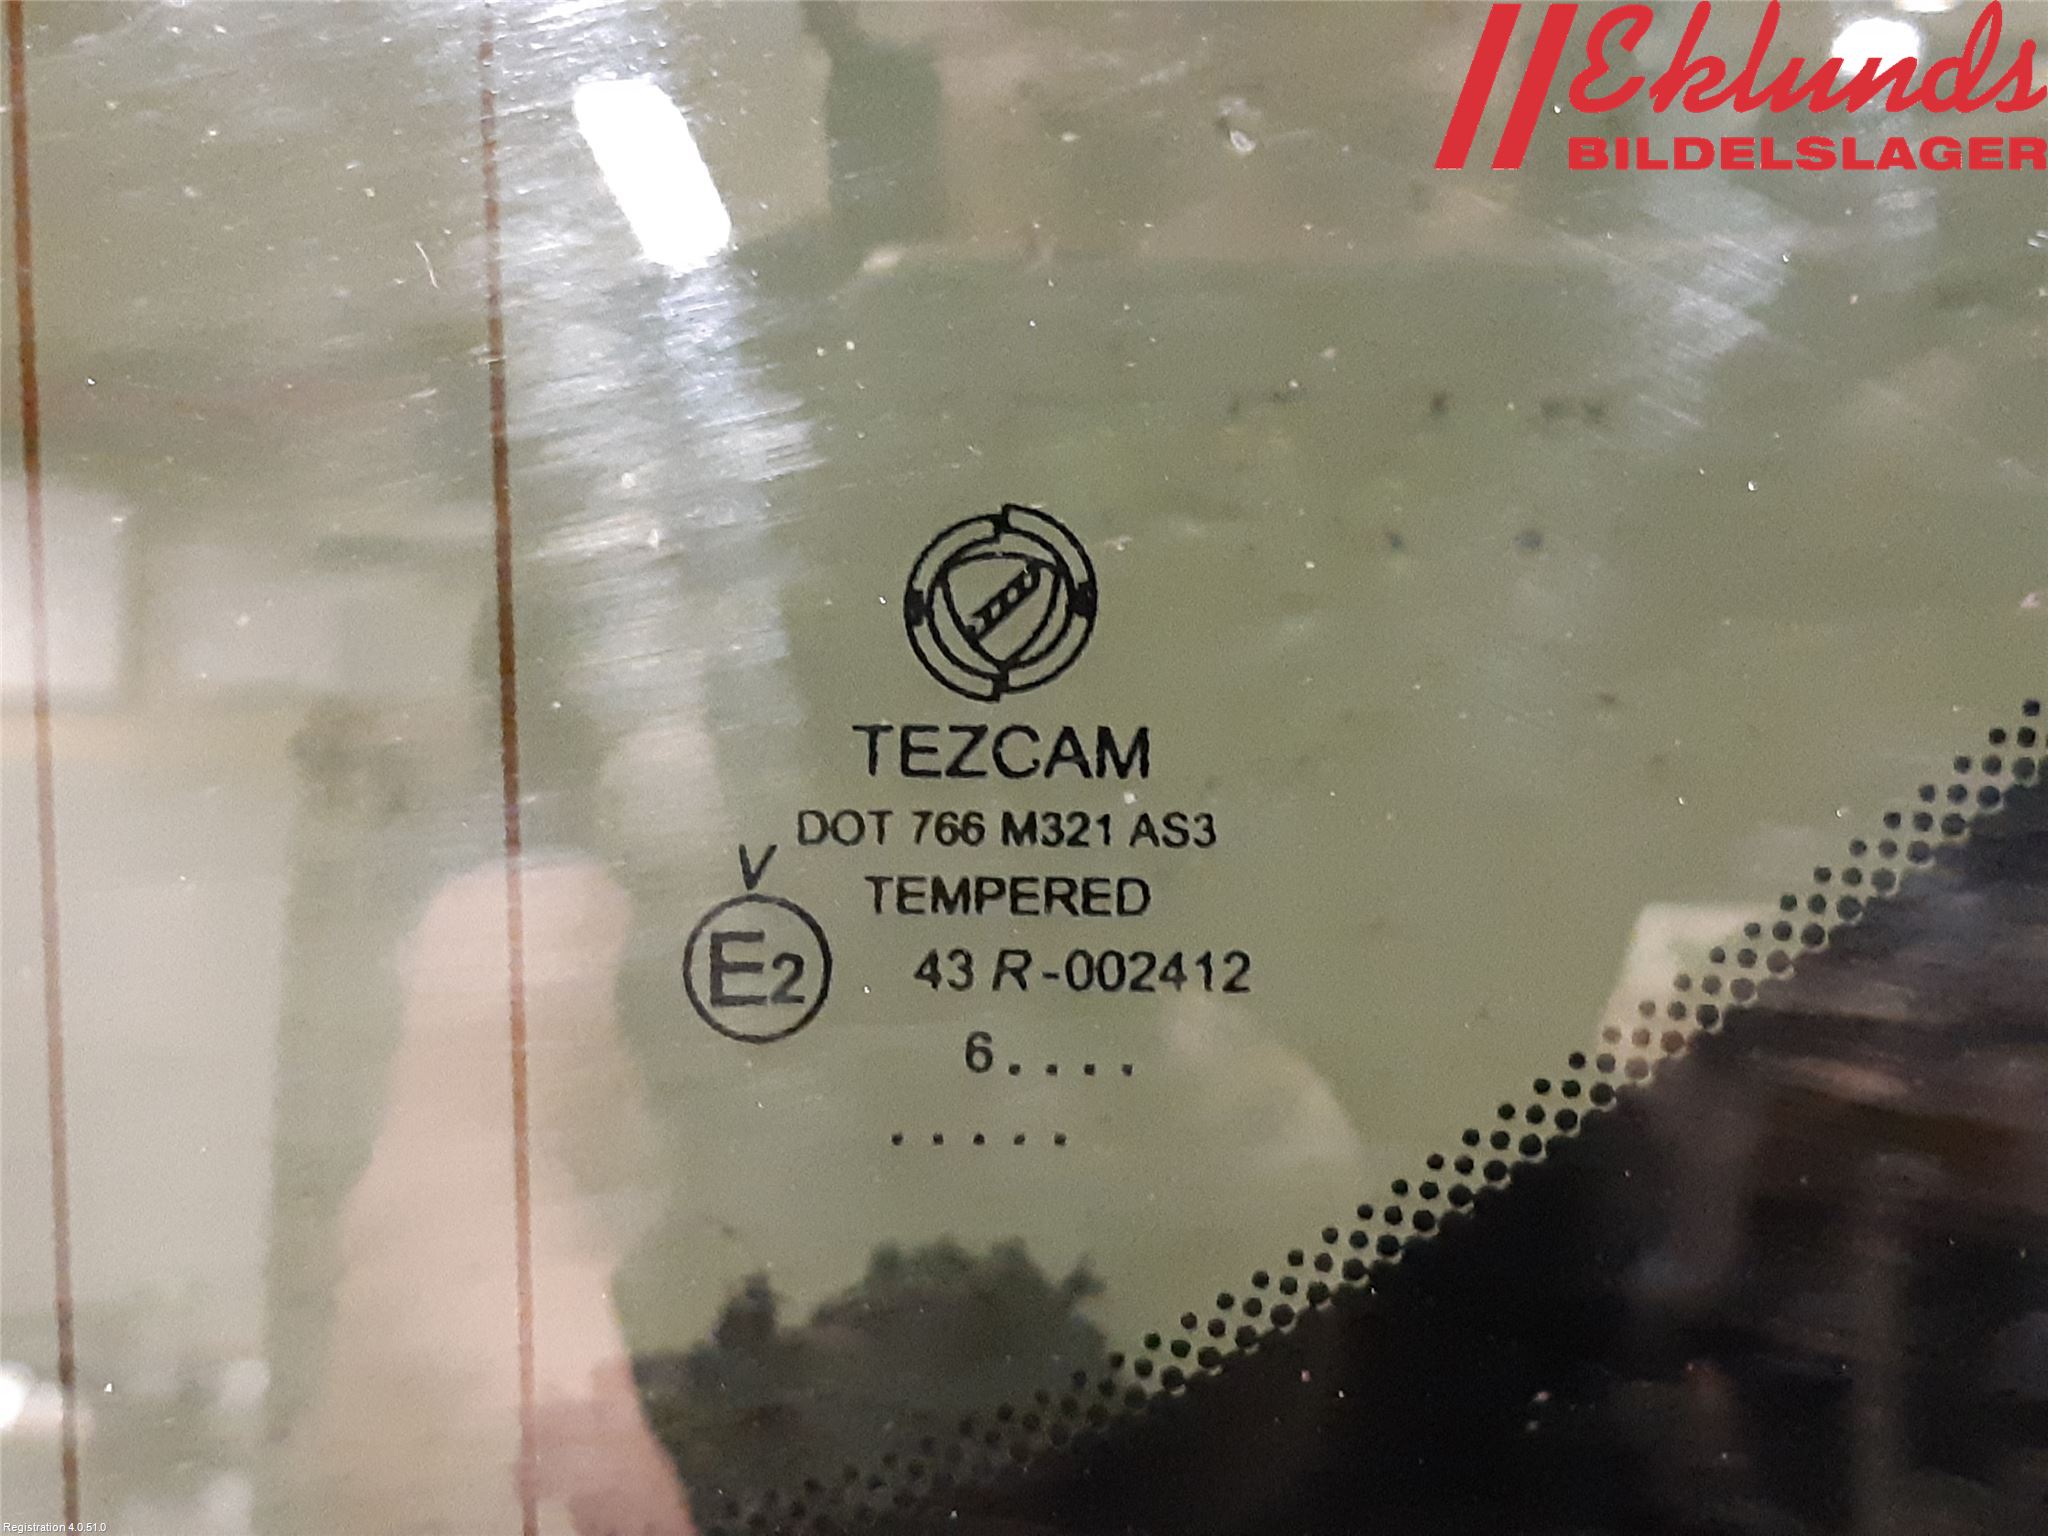 Eklunds
BILDELSLAGER
TEZCAM
DOT 766 M321 AS3
V
TEMPERED
E2
43 R-002412
6....
.....
Registration 4.0.51.0